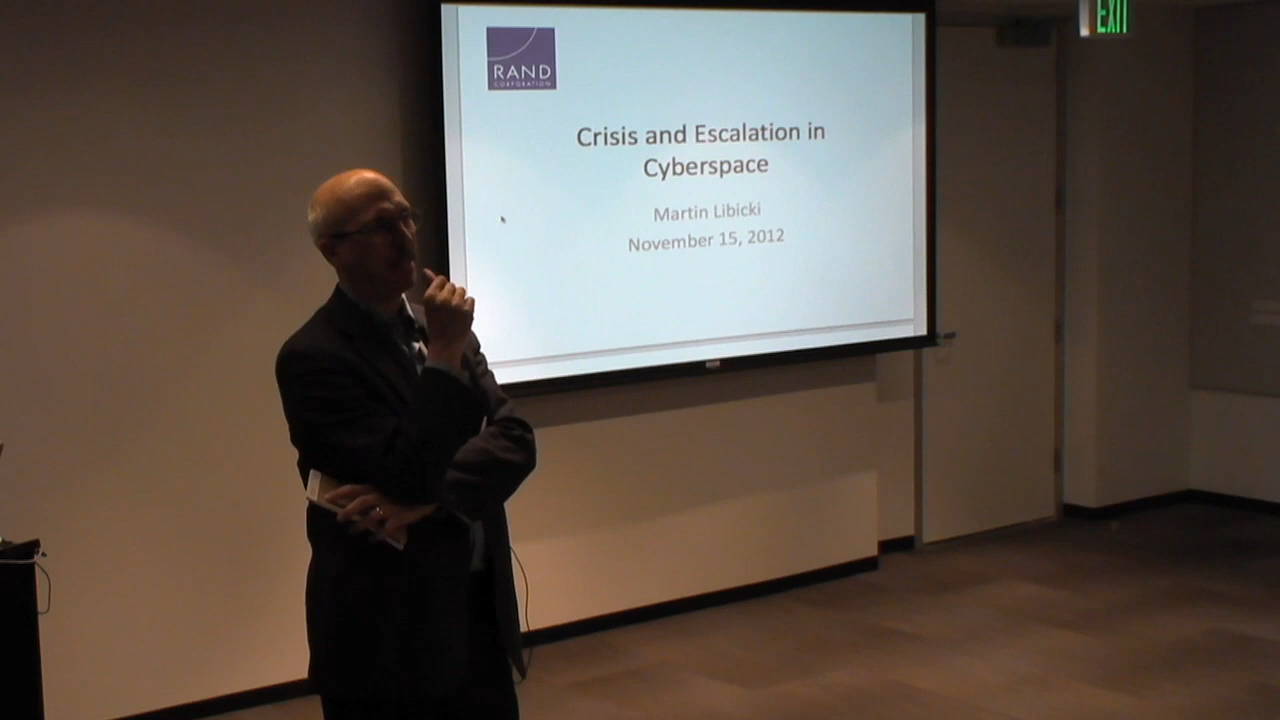 EXIT
RAND
CORPORATION
Crisis and Escalation in
Cyberspace
Martin Libicki
November 15, 2012